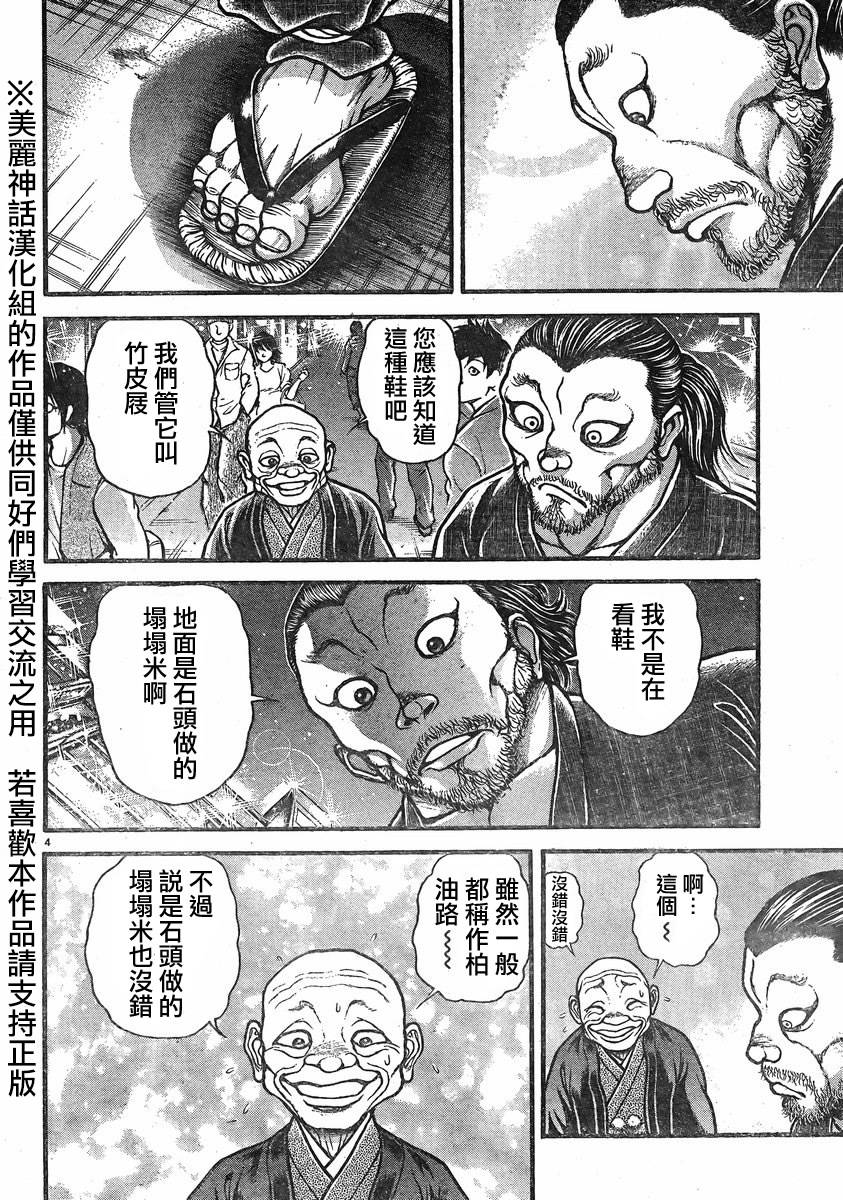 您應該知道
這種鞋吧
我們管它叫
竹皮屐
我不是在
看鞋
地面是石頭做的
塌塌米啊
啊…
這個~
沒錯沒錯
雖然一般
都稱作柏
油路~
不過
說是石頭做的
塌塌米也沒錯
4
※美麗神話漢化組的作品僅供同好們學習交流之用 若喜歡本作品請支持正版